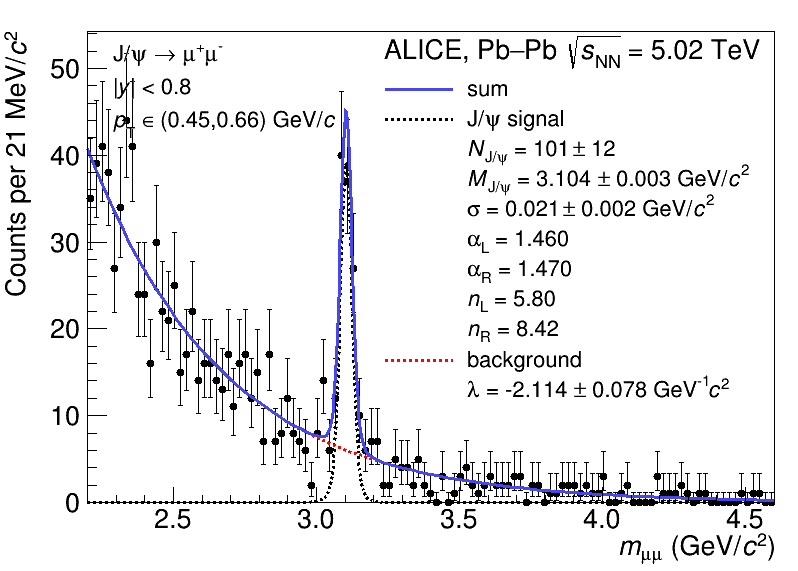 J/ψ → μ⁺μ⁻
|y| < 0.8
p_T ∈ (0.45,0.66) GeV/c
ALICE, Pb–Pb √s_NN = 5.02 TeV
sum
J/ψ signal
N_J/ψ = 101 ± 12
M_J/ψ = 3.104 ± 0.003 GeV/c²
σ = 0.021 ± 0.002 GeV/c²
α_L = 1.460
α_R = 1.470
n_L = 5.80
n_R = 8.42
background
λ = -2.114 ± 0.078 GeV⁻¹c²
Counts per 21 MeV/c²
50
40
30
20
10
0
2.5 3.0 3.5 4.0 4.5
m_μμ (GeV/c²)